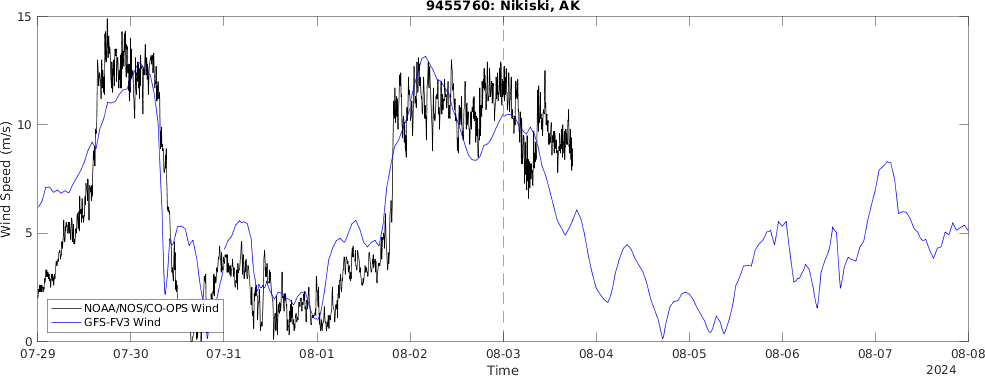 9455760: Nikiski, AK
15
10
5
0
Wind Speed (m/s)
NOAA/NOS/CO-OPS Wind
GFS-FV3 Wind
07-29 07-30 07-31 08-01 08-02 08-03 08-04 08-05 08-06 08-07 08-08
Time
2024